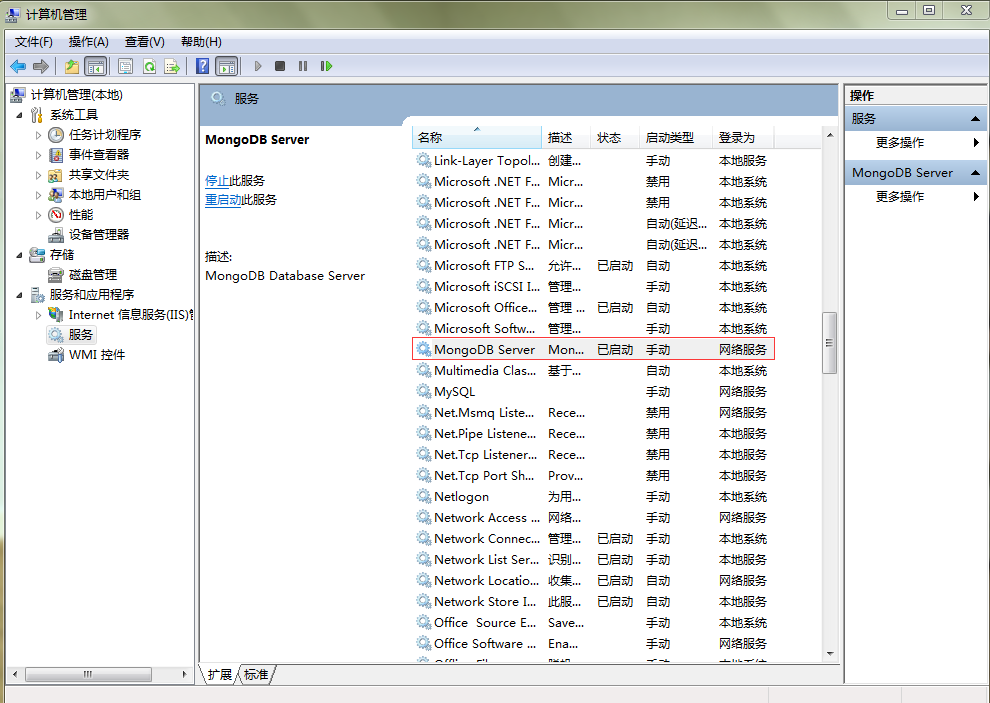 计算机管理
文件(F) 操作(A) 查看(V) 帮助(H)
计算机管理(本地)
系统工具
任务计划程序
事件查看器
共享文件夹
本地用户和组
性能
设备管理器
存储
磁盘管理
服务和应用程序
Internet 信息服务(IIS)管
服务
WMI 控件
服务
MongoDB Server
停止此服务
重启动此服务
描述:
MongoDB Database Server
名称 描述 状态 启动类型 登录为
Link-Layer Topol... 创建... 手动 本地服务
Microsoft .NET F... Micr... 禁用 本地系统
Microsoft .NET F... Micr... 禁用 本地系统
Microsoft .NET F... Micr... 自动(延迟... 本地系统
Microsoft .NET F... Micr... 自动(延迟... 本地系统
Microsoft FTP S... 允许... 已启动 自动 本地系统
Microsoft iSCSI I... 管理... 手动 本地系统
Microsoft Office... 管理 ... 已启动 自动 本地系统
Microsoft Softw... 管理... 手动 本地系统
MongoDB Server Mon... 已启动 手动 网络服务
Multimedia Clas... 基于... 自动 本地系统
MySQL 手动 网络服务
Net.Msmq Liste... Rece... 禁用 网络服务
Net.Pipe Listene... Rece... 禁用 本地服务
Net.Tcp Listener... Rece... 禁用 本地服务
Net.Tcp Port Sh... Prov... 禁用 本地服务
Netlogon 为用... 手动 本地系统
Network Access ... 网络... 手动 网络服务
Network Connec... 管理... 已启动 手动 本地系统
Network List Ser... 识别... 已启动 手动 本地服务
Network Locatio... 收集... 已启动 自动 网络服务
Network Store I... 此服... 已启动 自动 本地服务
Office Source E... Save... 手动 本地系统
Office Software ... Ena... 手动 网络服务
扩展 标准
操作
服务
更多操作
MongoDB Server
更多操作